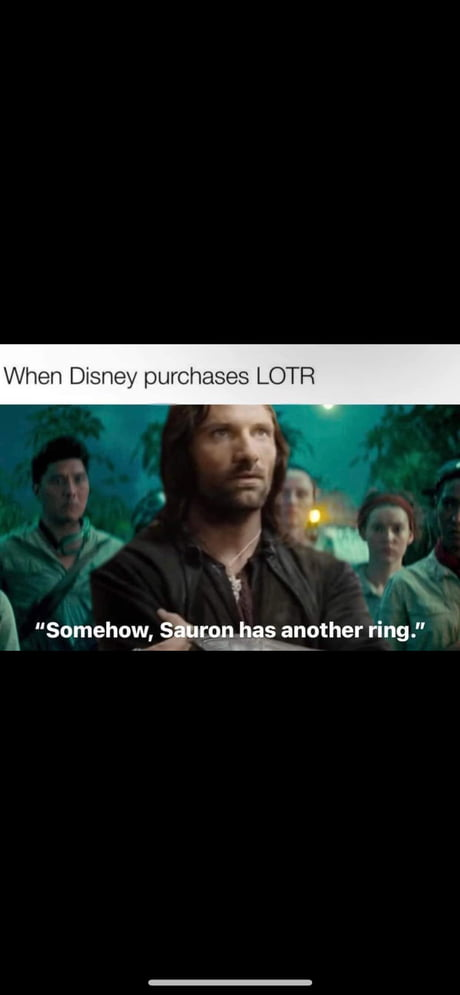 When Disney purchases LOTR
“Somehow, Sauron has another ring.”